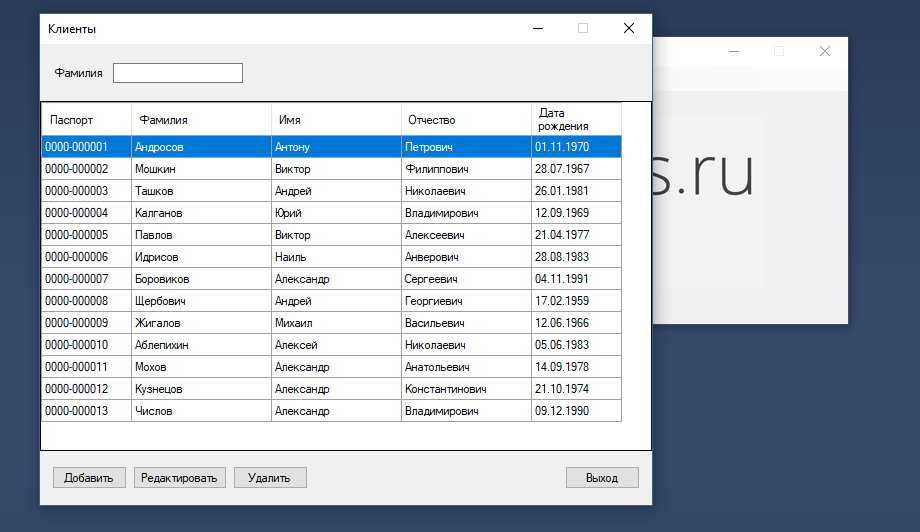 Клиенты
Фамилия
Паспорт Фамилия Имя Отчество Дата рождения
0000-000001 Андросов Антону Петрович 01.11.1970
0000-000002 Мошкин Виктор Филиппович 28.07.1967
0000-000003 Ташков Андрей Николаевич 26.01.1981
0000-000004 Калганов Юрий Владимирович 12.09.1969
0000-000005 Павлов Виктор Алексеевич 21.04.1977
0000-000006 Идрисов Наиль Анверович 28.08.1983
0000-000007 Боровиков Александр Сергеевич 04.11.1991
0000-000008 Щербович Андрей Георгиевич 17.02.1959
0000-000009 Жигалов Михаил Васильевич 12.06.1966
0000-000010 Аблепихин Алексей Николаевич 05.06.1983
0000-000011 Мохов Александр Анатольевич 14.09.1978
0000-000012 Кузнецов Александр Константинович 21.10.1974
0000-000013 Числов Александр Владимирович 09.12.1990
Добавить Редактировать Удалить Выход
s.ru